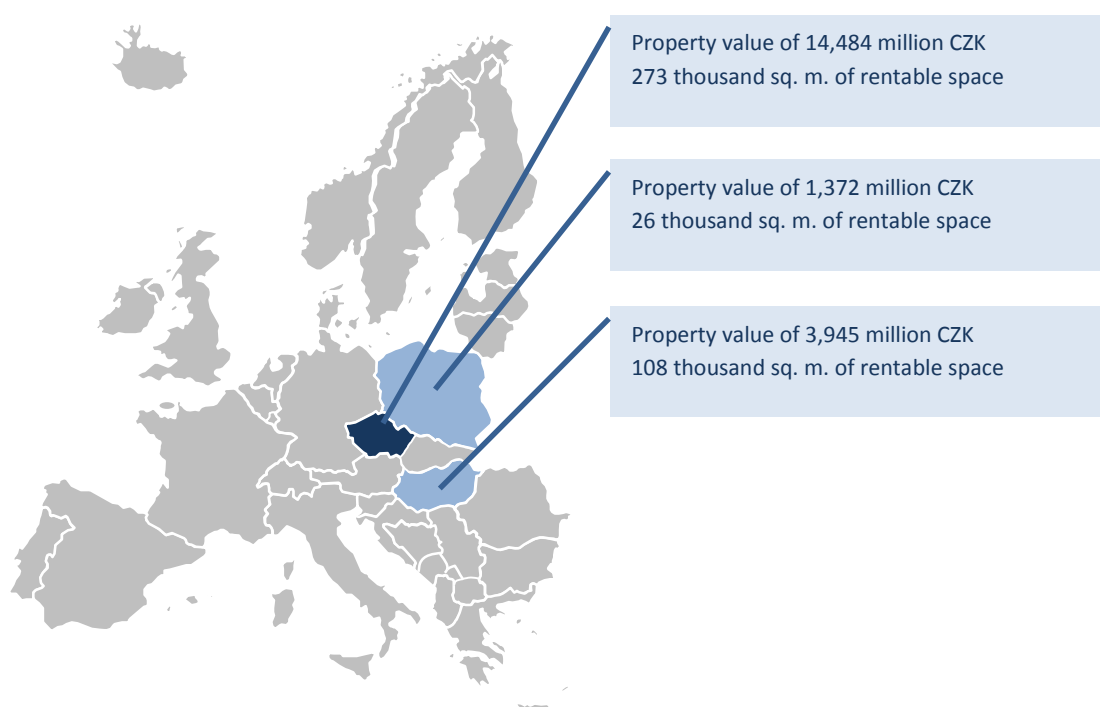 Property value of 14,484 million CZK
273 thousand sq. m. of rentable space
Property value of 1,372 million CZK
26 thousand sq. m. of rentable space
Property value of 3,945 million CZK
108 thousand sq. m. of rentable space